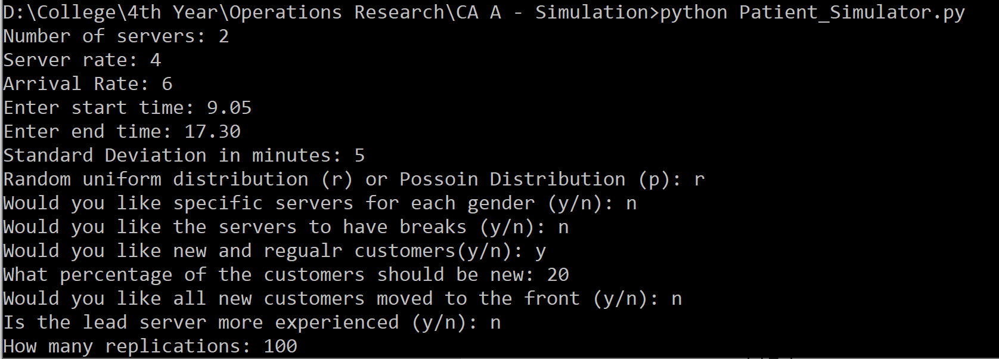 D:\College\4th Year\Operations Research\CA A - Simulation>python Patient_Simulator.py
Number of servers: 2
Server rate: 4
Arrival Rate: 6
Enter start time: 9.05
Enter end time: 17.30
Standard Deviation in minutes: 5
Random uniform distribution (r) or Possoin Distribution (p): r
Would you like specific servers for each gender (y/n): n
Would you like the servers to have breaks (y/n): n
Would you like new and regualr customers(y/n): y
What percentage of the customers should be new: 20
Would you like all new customers moved to the front (y/n): n
Is the lead server more experienced (y/n): n
How many replications: 100